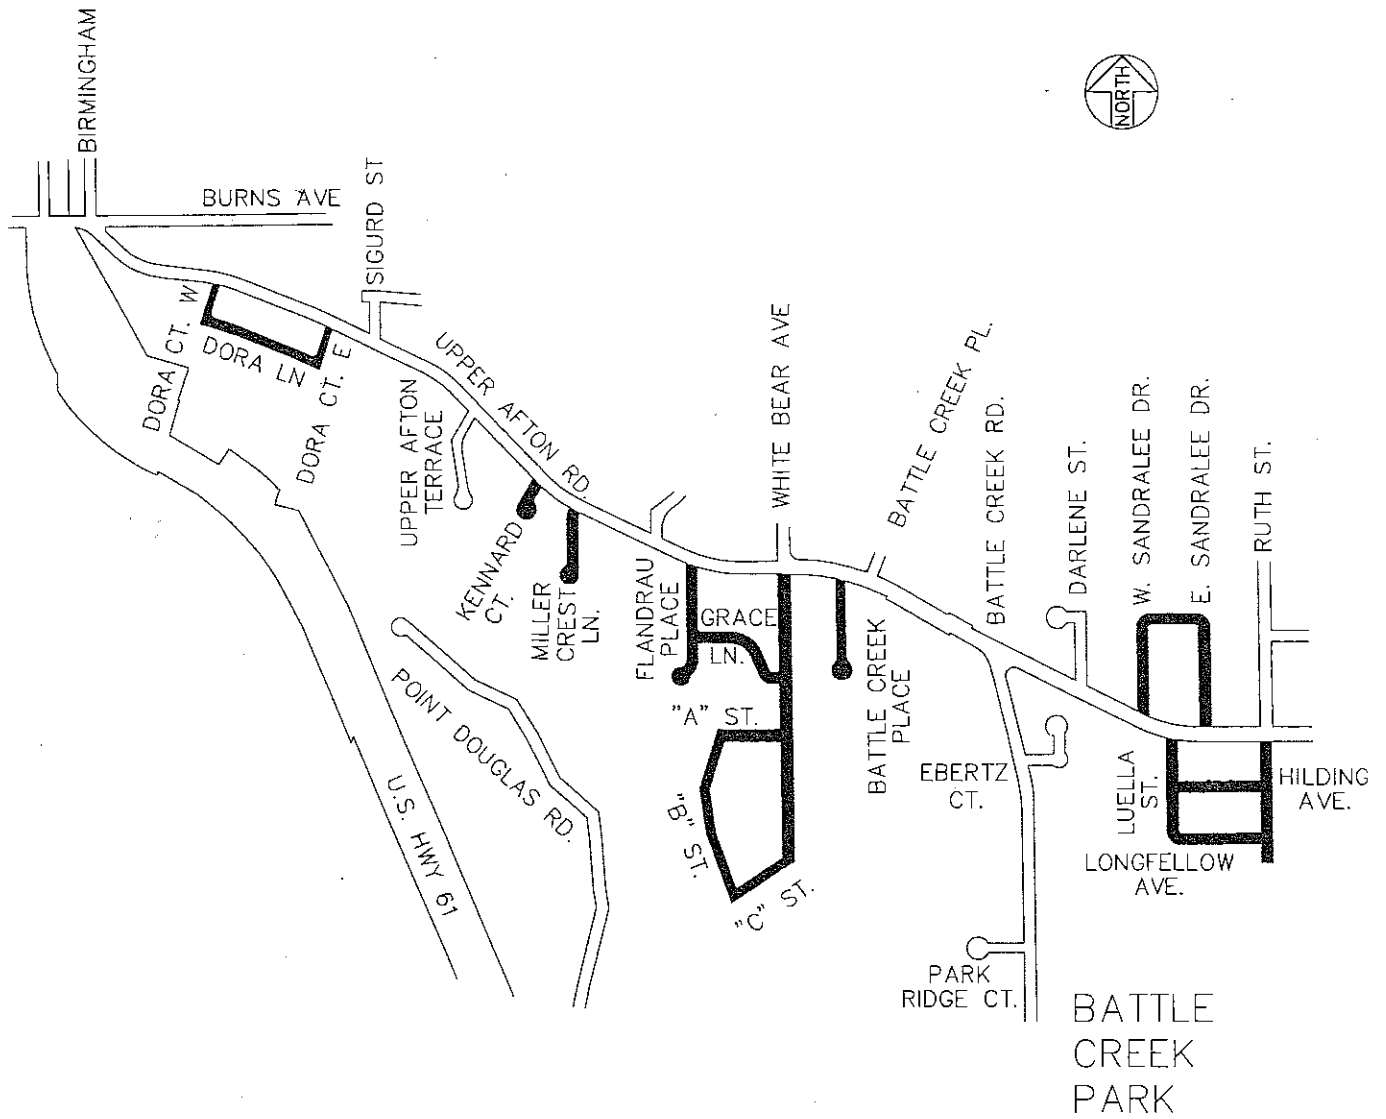 BIRMINGHAM
NORTH
BURNS AVE
SIGURD ST
DORA CT. W
DORA LN
DORA CT. E
UPPER AFTON
TERRACE
UPPER AFTON RD.
WHITE BEAR AVE
BATTLE CREEK PL.
BATTLE CREEK RD.
DARLENE ST.
W. SANDRALEE DR.
E. SANDRALEE DR.
RUTH ST.
KENNARD
CT.
MILLER
CREST
LN.
FLANDRAU
PLACE
GRACE
LN.
BATTLE CREEK
PLACE
"A" ST.
"B" ST.
"C" ST.
POINT DOUGLAS RD.
U.S. HWY 61
EBERTZ
CT.
LUELLA
ST.
HILDING
AVE.
LONGFELLOW
AVE.
PARK
RIDGE CT.
BATTLE
CREEK
PARK